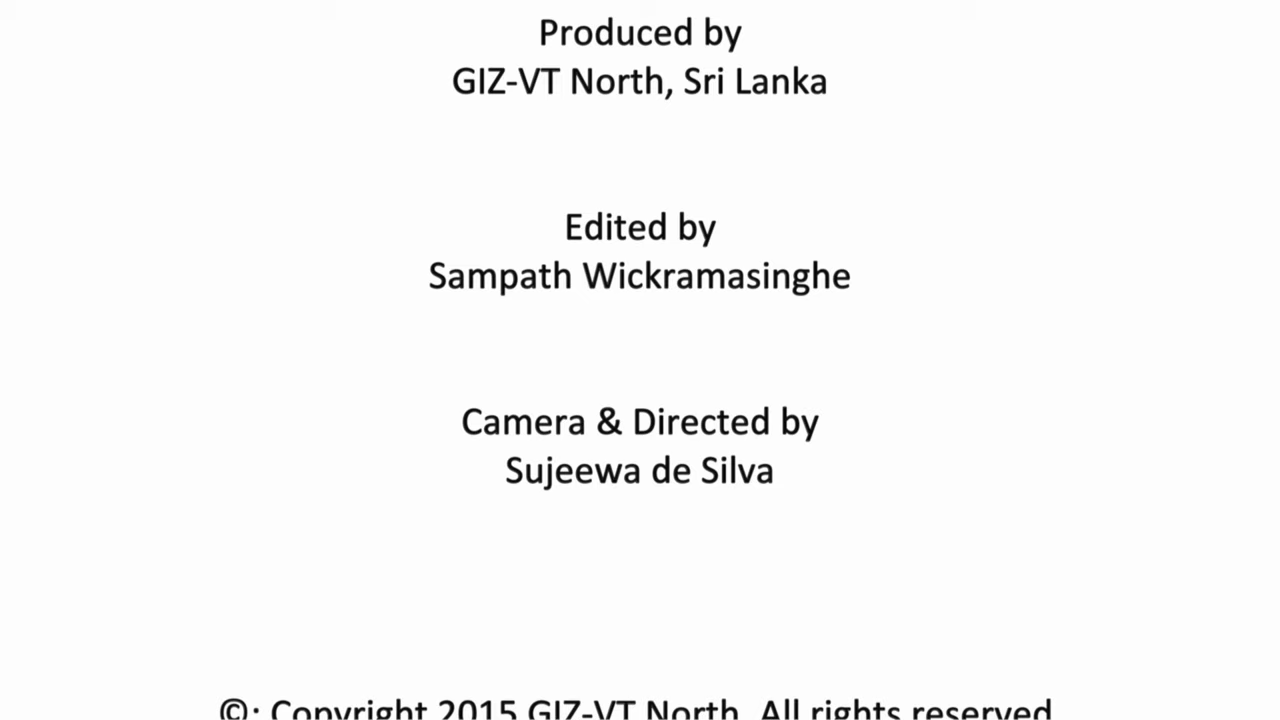 Produced by
GIZ-VT North, Sri Lanka
Edited by
Sampath Wickramasinghe
Camera & Directed by
Sujeewa de Silva
©: Copyright 2015 GIZ-VT North. All rights reserved